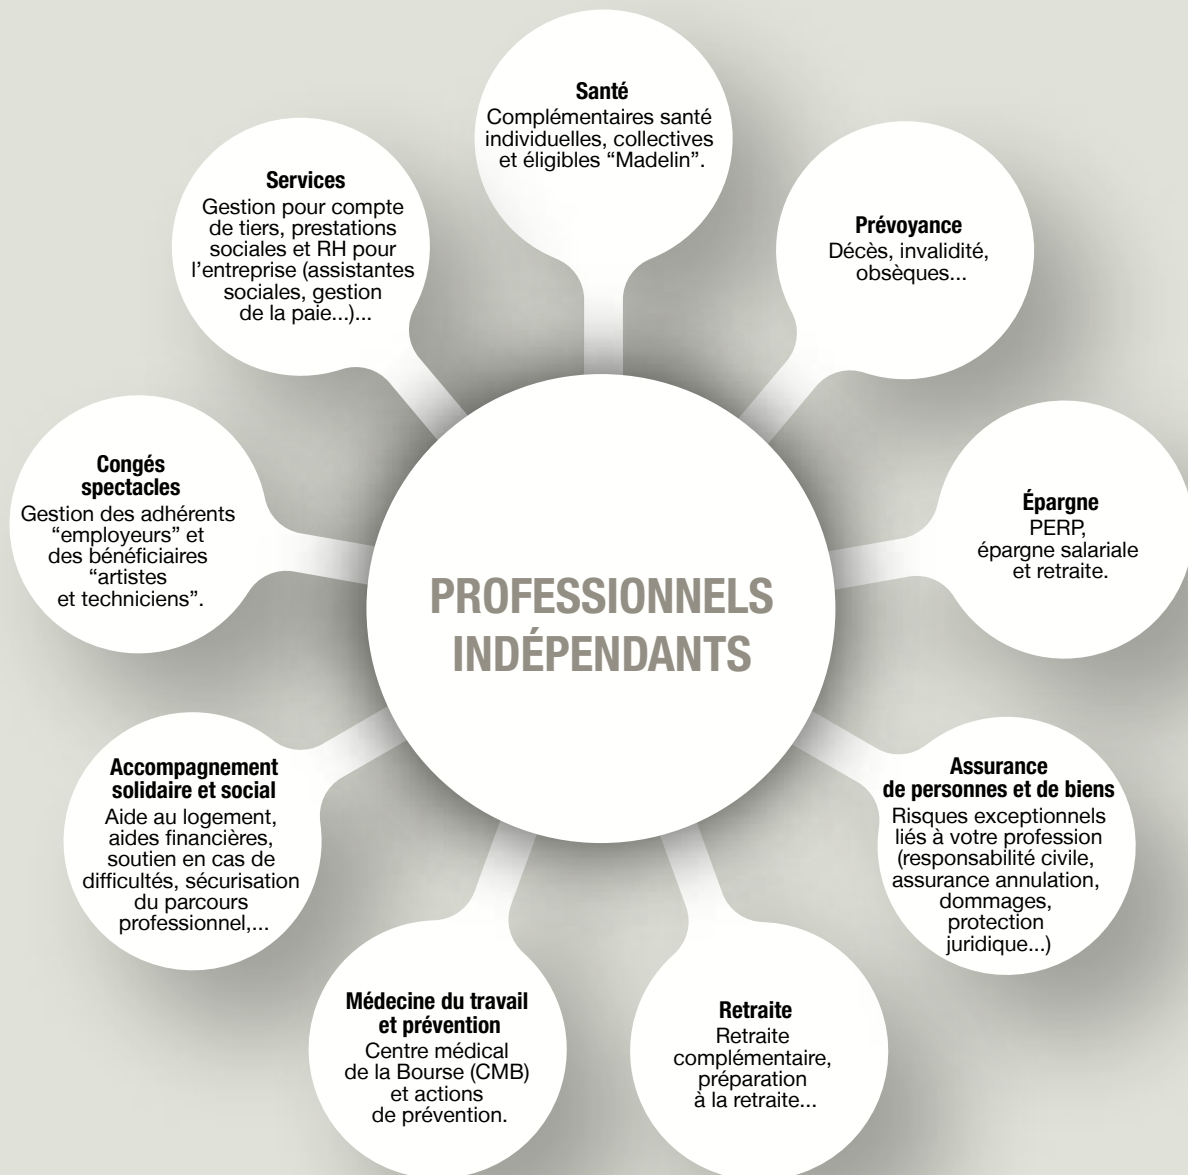 Santé
Complémentaires santé
individuelles, collectives
et éligibles “Madelin”.
Prévoyance
Décès, invalidité,
obsèques...
Épargne
PERP,
épargne salariale
et retraite.
Assurance
de personnes et de biens
Risques exceptionnels
liés à votre profession
(responsabilité civile,
assurance annulation,
dommages,
protection
juridique...)
Retraite
Retraite
complémentaire,
préparation
à la retraite...
Médecine du travail
et prévention
Centre médical
de la Bourse (CMB)
et actions
de prévention.
Accompagnement
solidaire et social
Aide au logement,
aides financières,
soutien en cas de
difficultés, sécurisation
du parcours
professionnel,...
Congés
spectacles
Gestion des adhérents
“employeurs” et
des bénéficiaires
“artistes
et techniciens”.
Services
Gestion pour compte
de tiers, prestations
sociales et RH pour
l’entreprise (assistantes
sociales, gestion
de la paie...)...
PROFESSIONNELS
INDÉPENDANTS